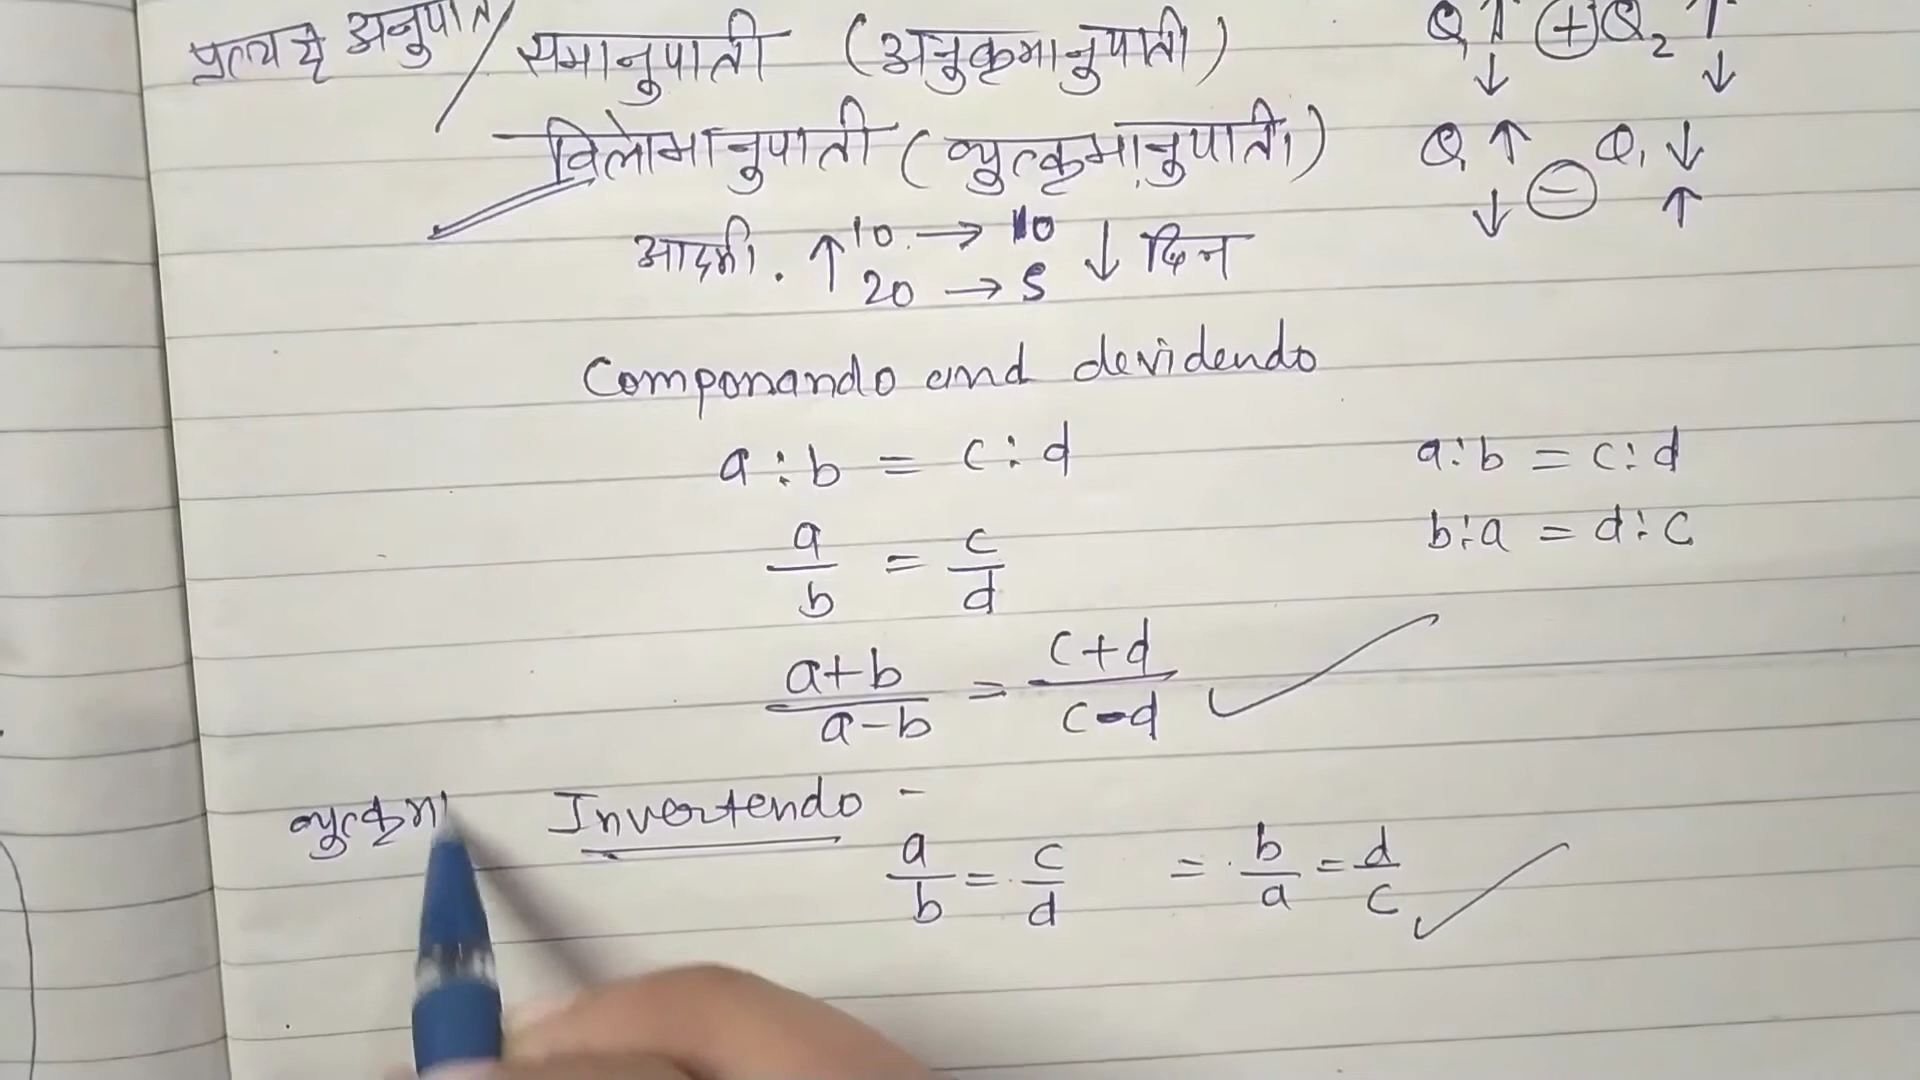 प्रत्यय अनुपात / समानुपाती (अनुक्रमानुपाती) Q₁ ↑ ⊕ Q₂ ↑
↓ ↓
विलोमानुपाती (व्युत्क्रमानुपाती) Q₁ ↑ ⊖ Q₁ ↓
↓ ↑
आदमी. ↑ 10 → 10 ↓ दिन
20 → 5
Componando and devidendo
a : b = c : d
a/b = c/d
(a+b)/(a-b) = (c+d)/(c-d) ✓
a : b = c : d
b : a = d : c
व्युत्क्रमा Invertendo -
a/b = c/d = b/a = d/c ✓